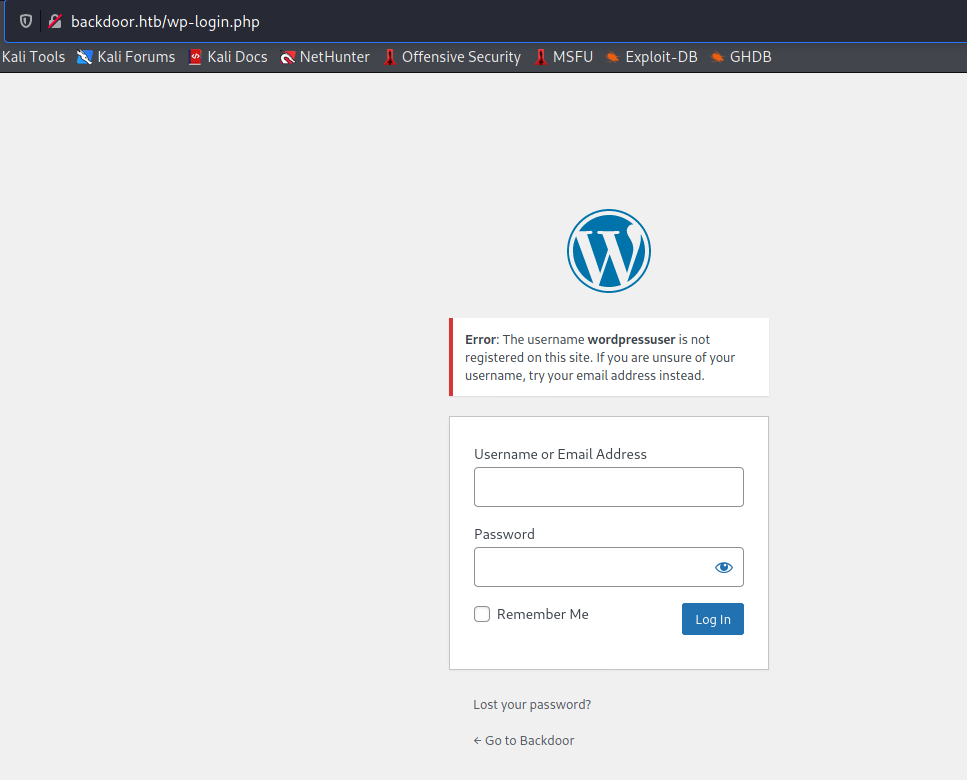 backdoor.htb/wp-login.php
Kali Tools Kali Forums Kali Docs NetHunter Offensive Security MSFU Exploit-DB GHDB
Error: The username wordpressuser is not
registered on this site. If you are unsure of your
username, try your email address instead.
Username or Email Address
Password
Remember Me
Log In
Lost your password?
← Go to Backdoor